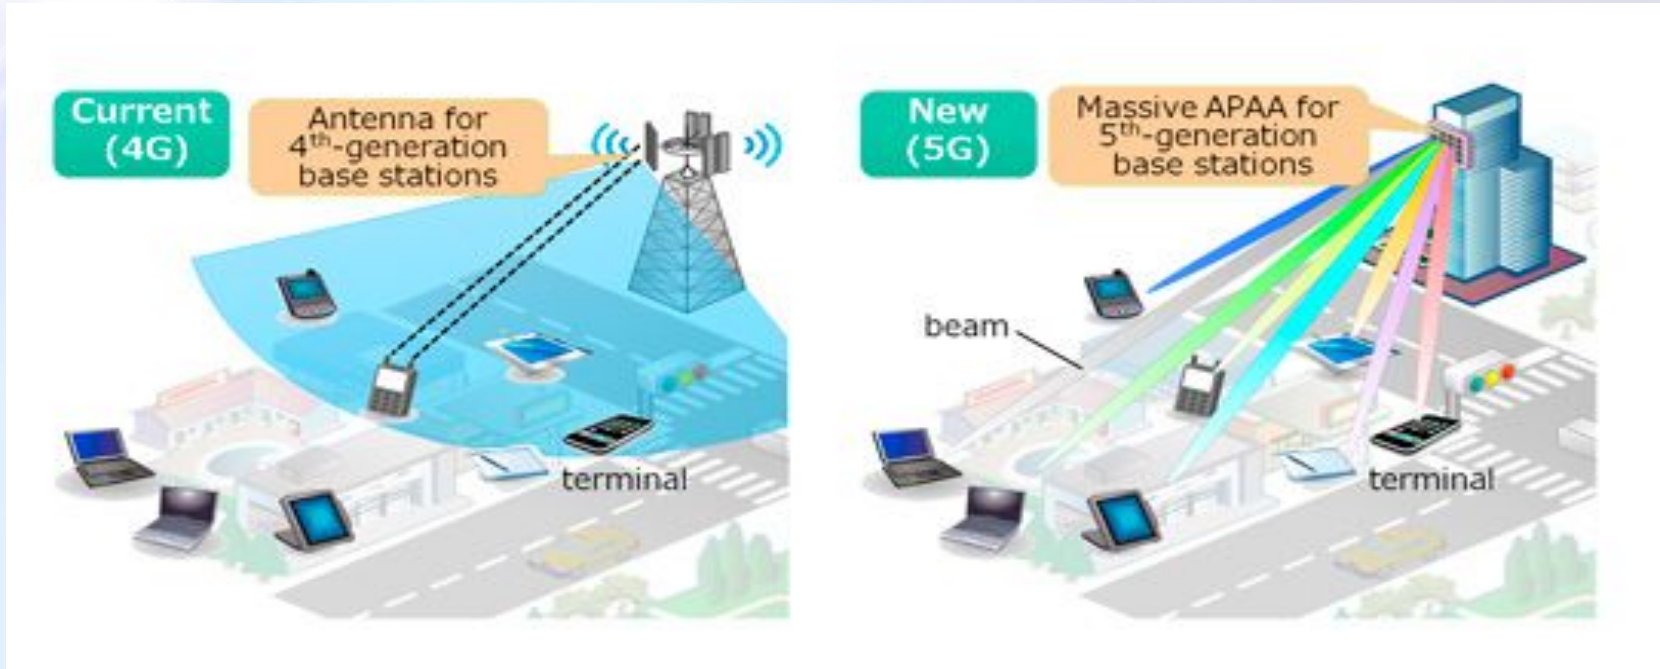 Current
(4G)
Antenna for
4th-generation
base stations
terminal
New
(5G)
Massive APAA for
5th-generation
base stations
beam
terminal